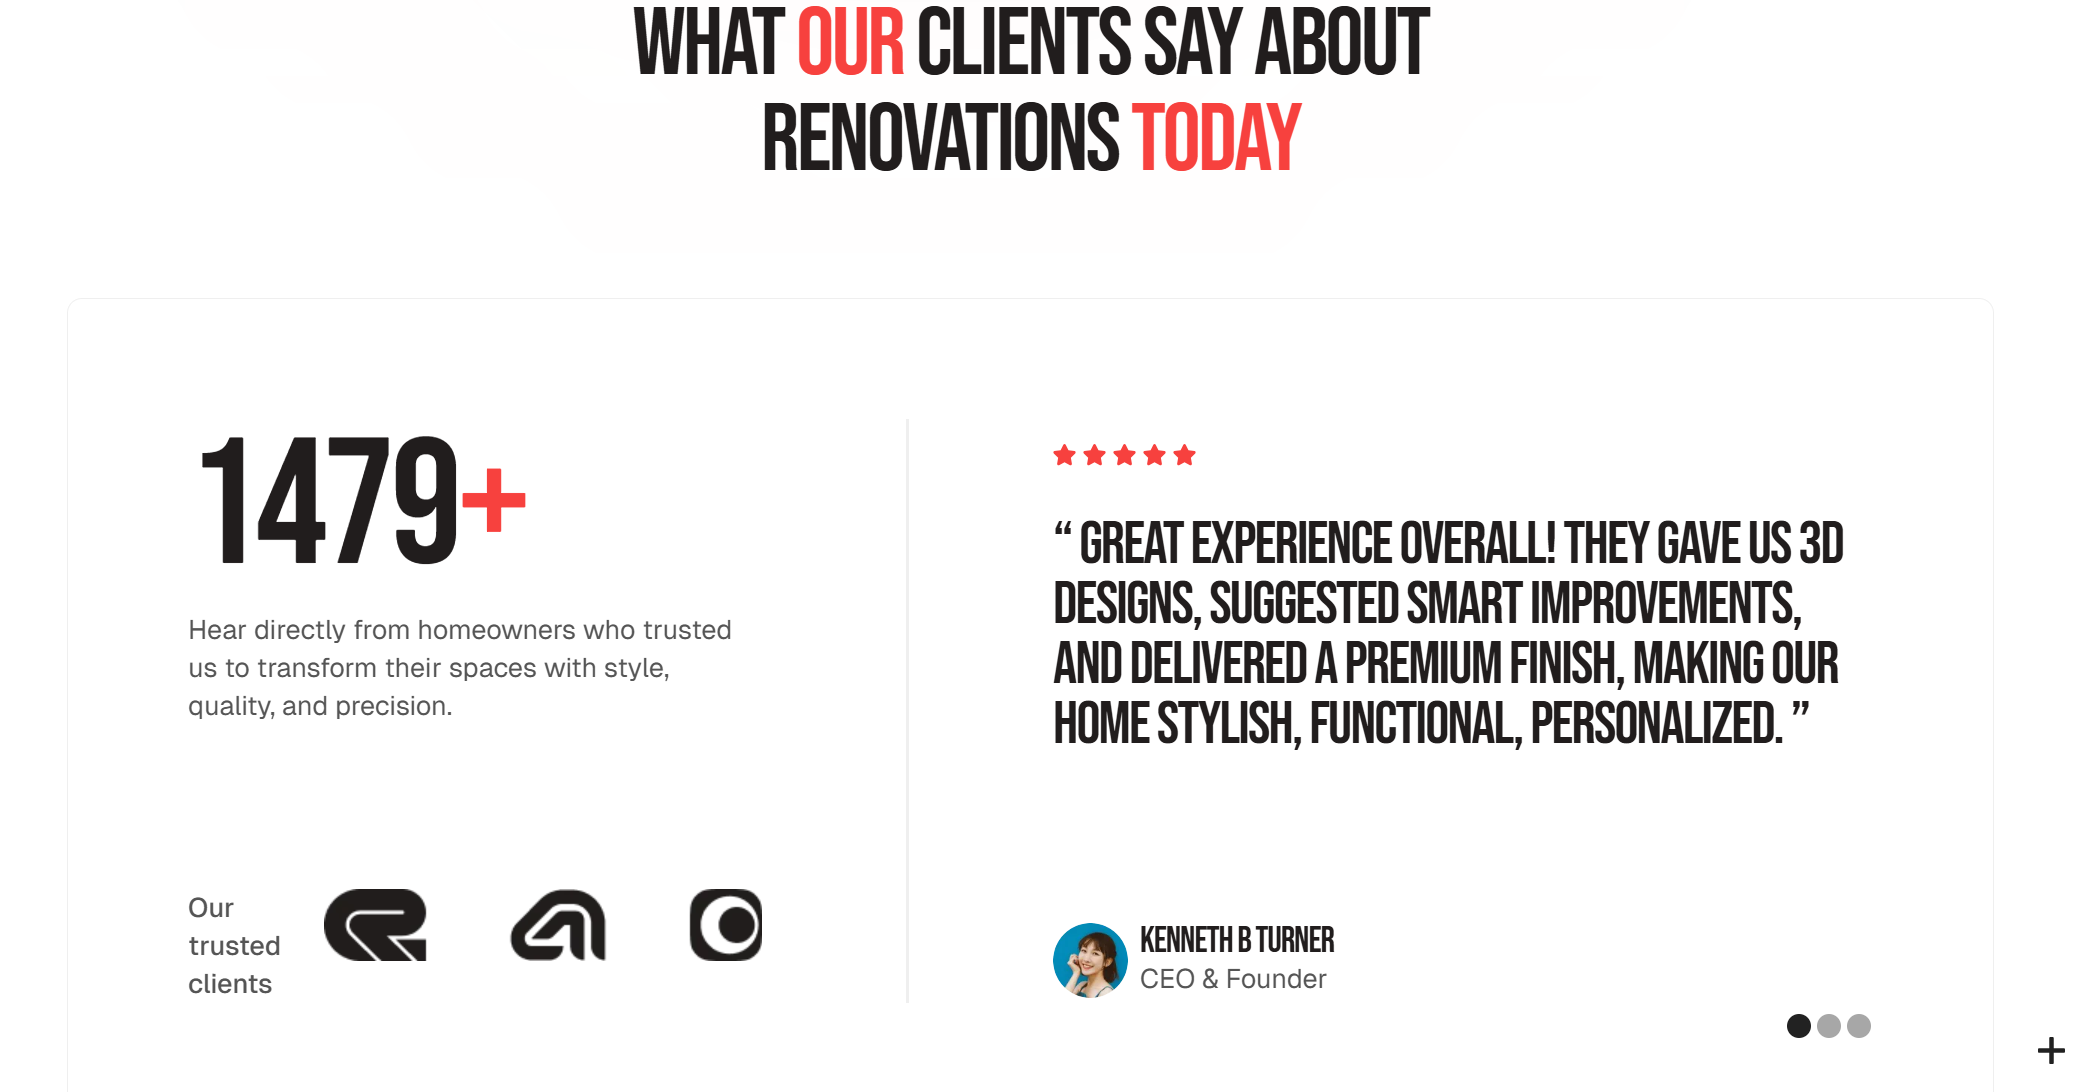 WHAT OUR CLIENTS SAY ABOUT
RENOVATIONS TODAY
1479+
Hear directly from homeowners who trusted
us to transform their spaces with style,
quality, and precision.
Our
trusted
clients
“ GREAT EXPERIENCE OVERALL! THEY GAVE US 3D
DESIGNS, SUGGESTED SMART IMPROVEMENTS,
AND DELIVERED A PREMIUM FINISH, MAKING OUR
HOME STYLISH, FUNCTIONAL, PERSONALIZED. ”
KENNETH B TURNER
CEO & Founder